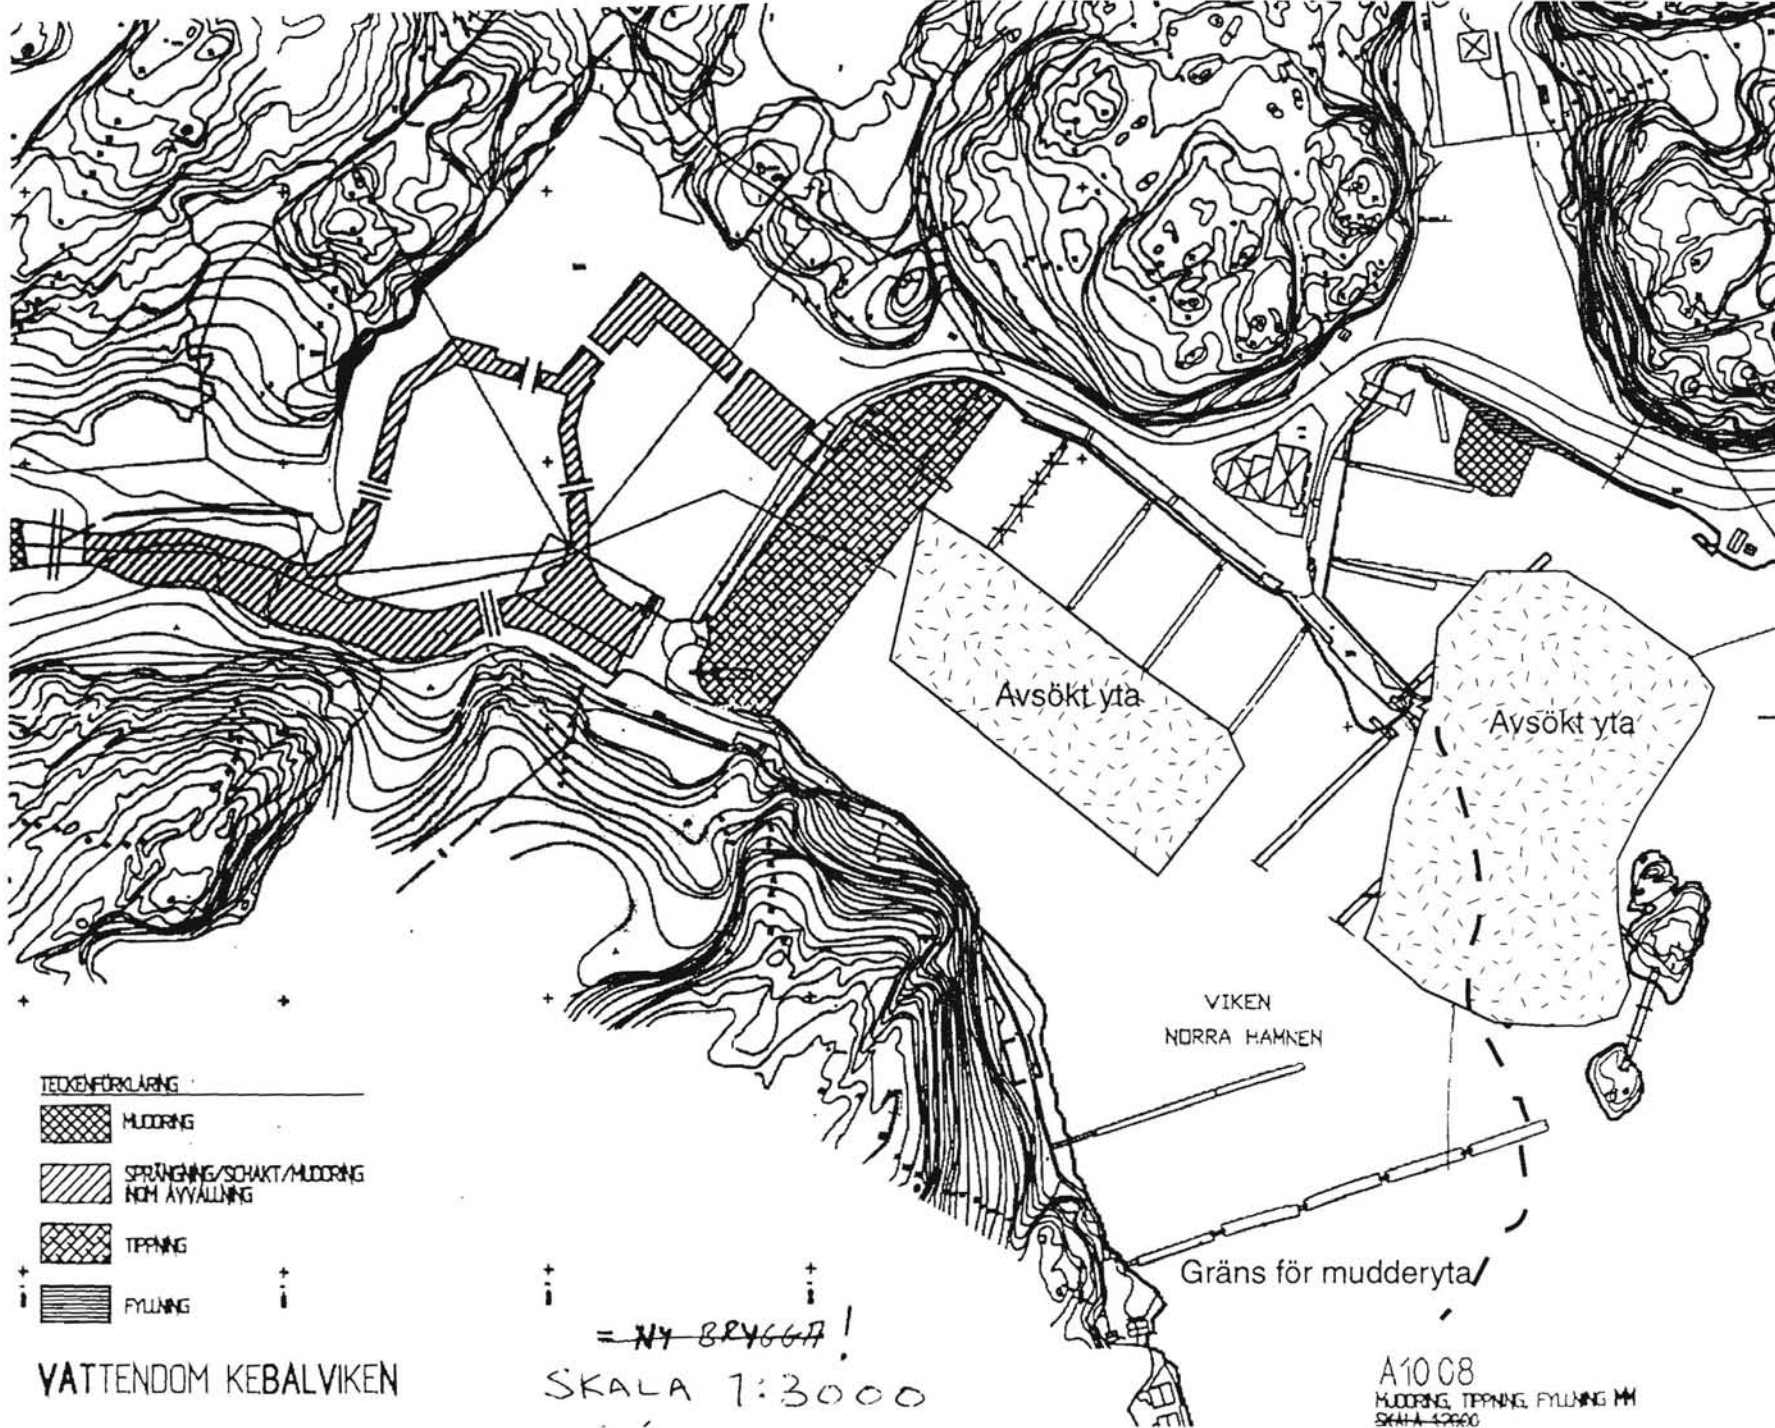 Avsökt yta
Avsökt yta
VIKEN
NORRA HAMNEN
TECKENFÖRKLARING
MUDDRING
SPRÄNGNING/SCHAKT/MUDDRING
INOM AVVALLNING
TIPPNING
FYLLNING
Gräns för mudderyta
= NY BRYGGA!
SKALA 1:3000
VATTENDOM KEBALVIKEN
A10 08
MUDDRING, TIPPNING, FYLLNING MM